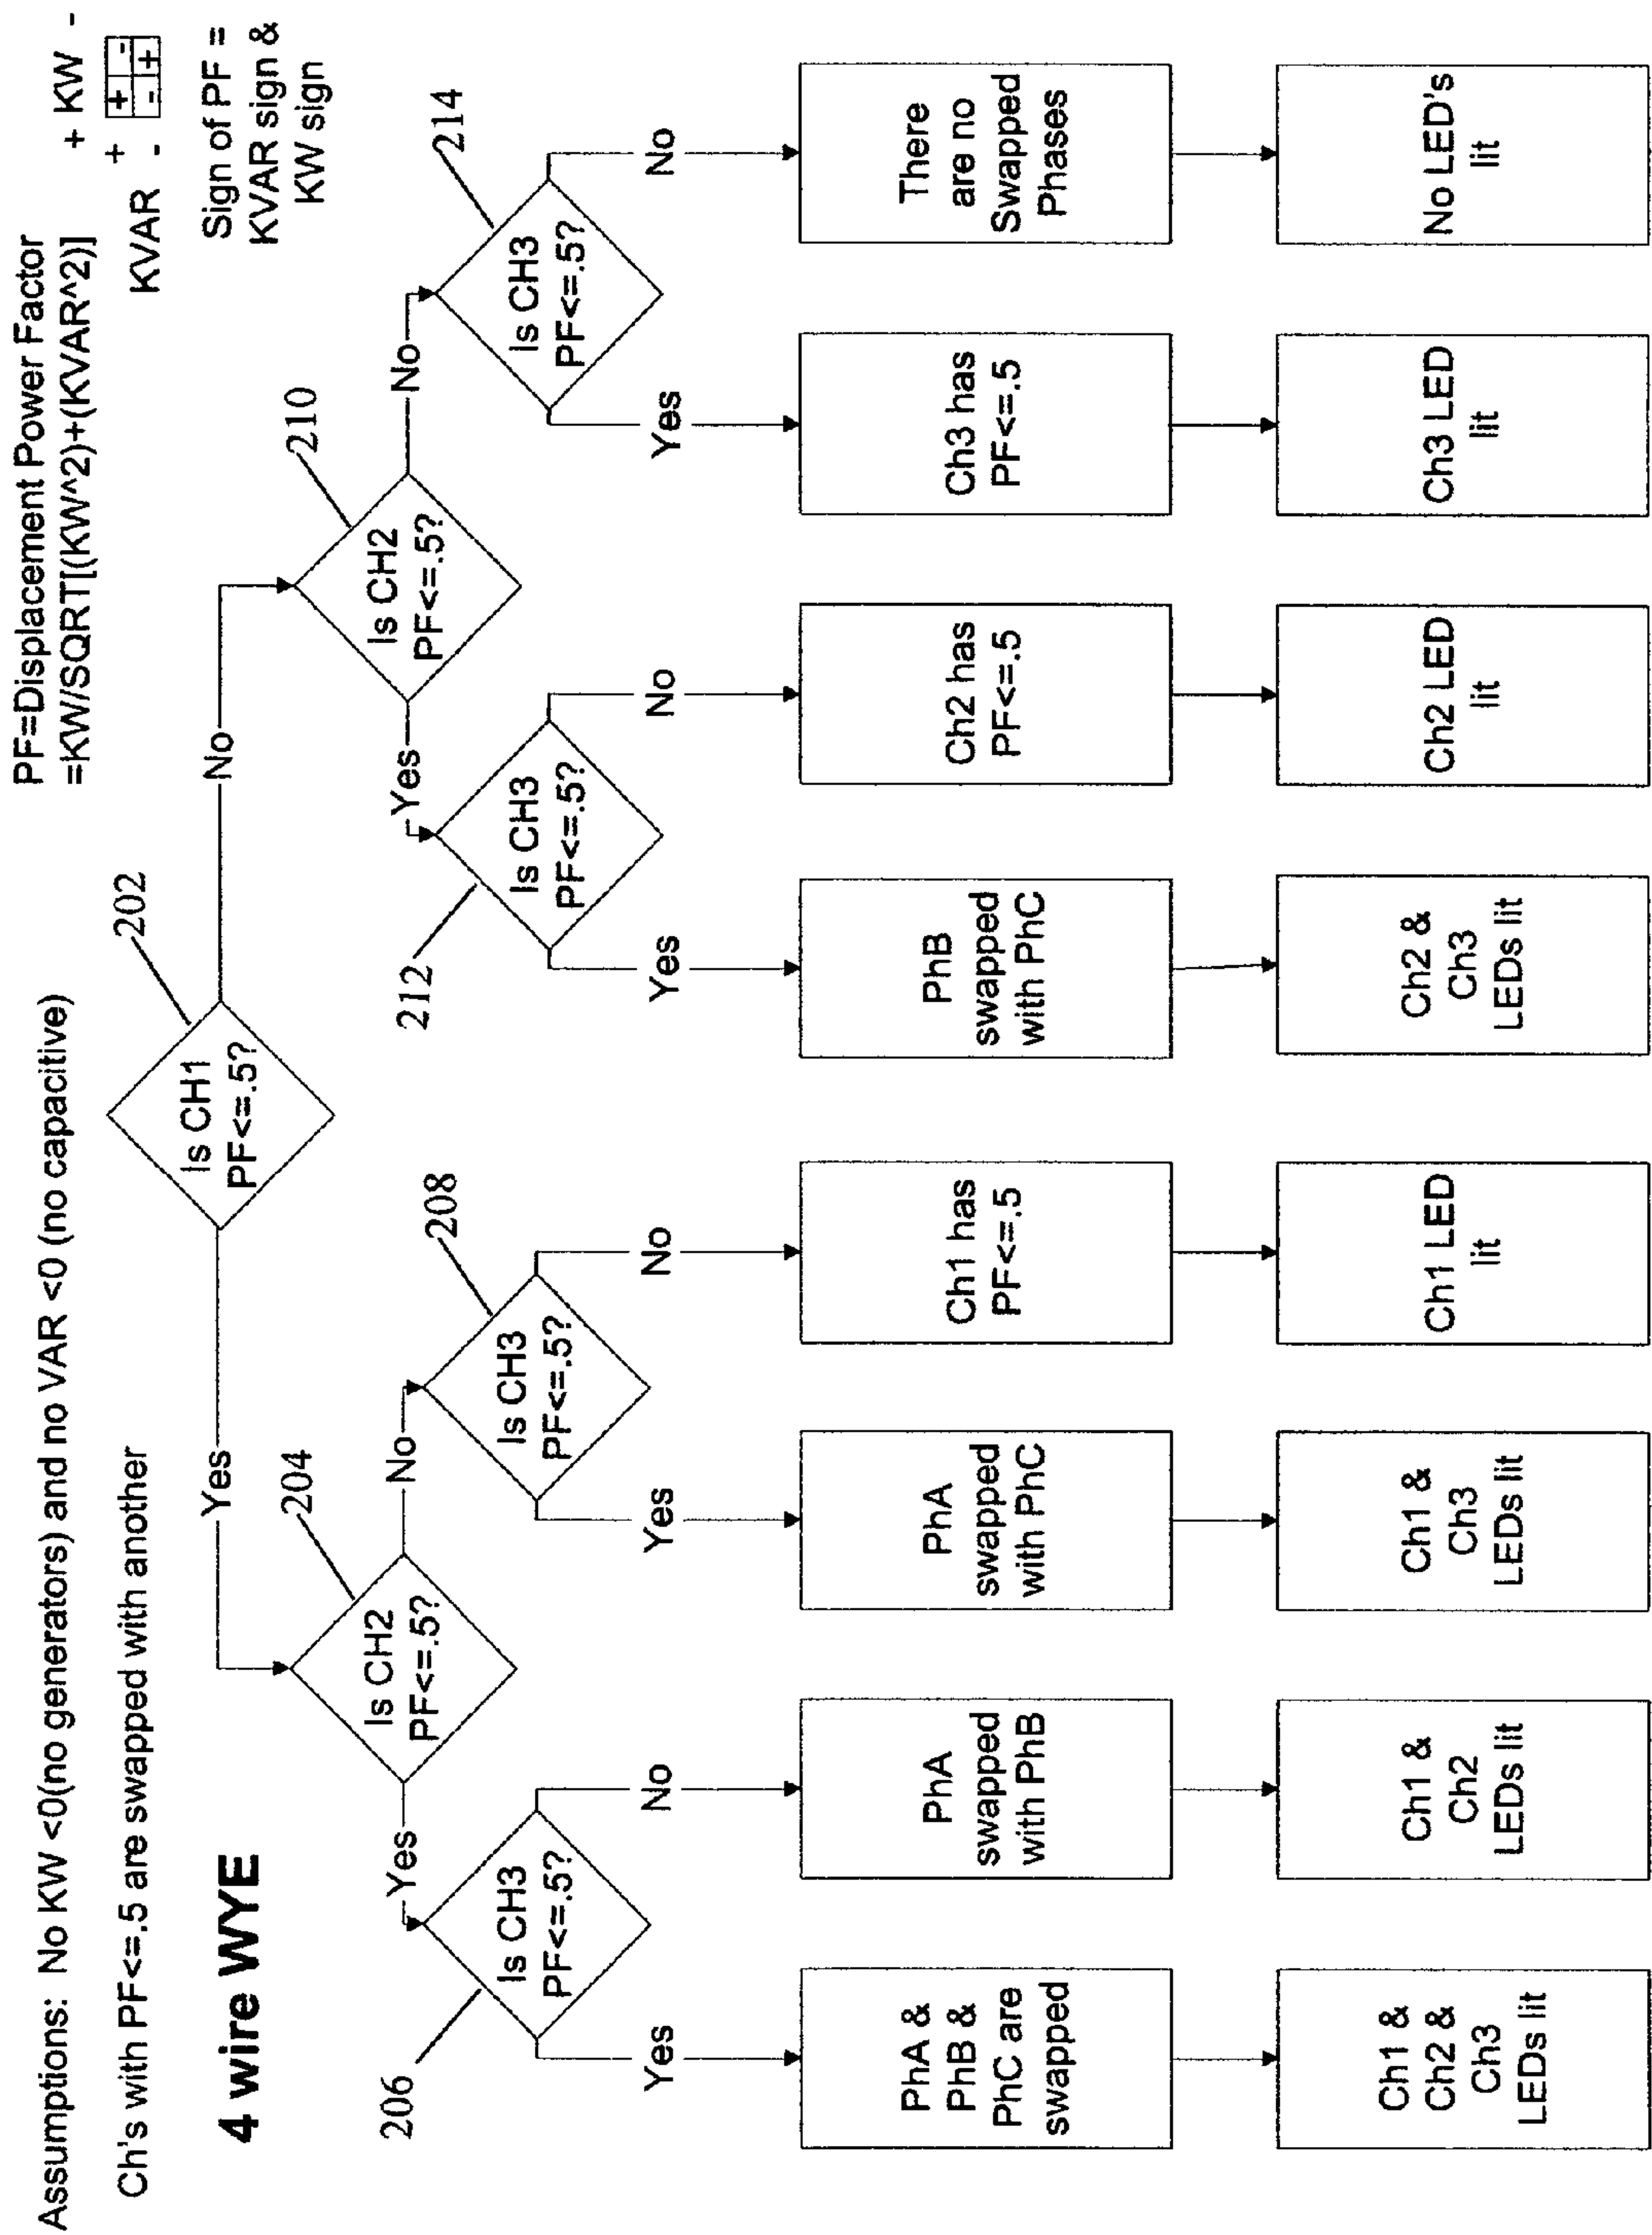 Assumptions: No KW <0(no generators) and no VAR <0 (no capacitive)
Ch's with PF<=.5 are swapped with another
4 wire WYE
PF=Displacement Power Factor
=KW/SQRT[(KW^2)+(KVAR^2)]
+ KW -
KVAR
+
-
+ -
- +
Sign of PF =
KVAR sign &
KW sign
202
Is CH1
PF<=.5?
Yes
No
204
Is CH2
PF<=.5?
Yes
No
210
Is CH2
PF<=.5?
Yes
No
206
Is CH3
PF<=.5?
Yes
No
208
Is CH3
PF<=.5?
Yes
No
212
Is CH3
PF<=.5?
Yes
No
214
Is CH3
PF<=.5?
Yes
No
PhA &
PhB &
PhC are
swapped
PhA
swapped
with PhB
PhA
swapped
with PhC
Ch1 has
PF<=.5
PhB
swapped
with PhC
Ch2 has
PF<=.5
Ch3 has
PF<=.5
There
are no
Swapped
Phases
Ch1 &
Ch2 &
Ch3
LEDs lit
Ch1 &
Ch2
LEDs lit
Ch1 &
Ch3
LEDs lit
Ch1 LED
lit
Ch2 &
Ch3
LEDs lit
Ch2 LED
lit
Ch3 LED
lit
No LED's
lit